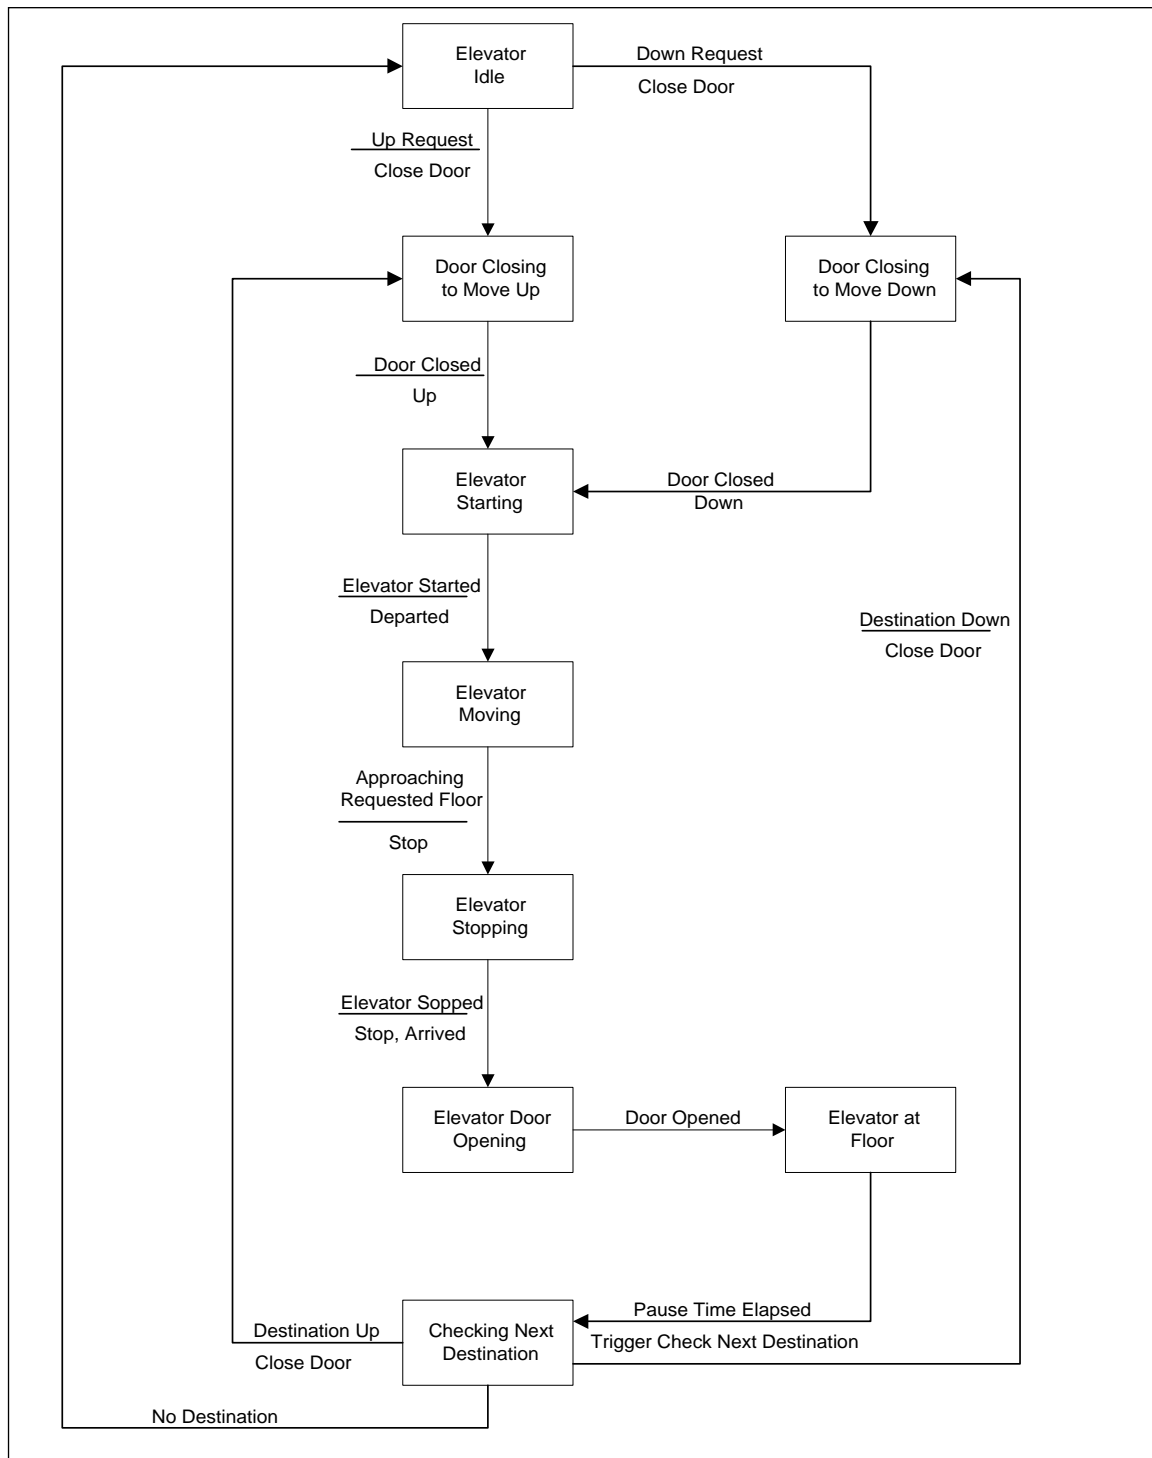 Elevator
Idle
Down Request
Close Door
Up Request
Close Door
Door Closing
to Move Up
Door Closing
to Move Down
Door Closed
Up
Elevator
Starting
Door Closed
Down
Elevator Started
Departed
Destination Down
Close Door
Elevator
Moving
Approaching
Requested Floor
Stop
Elevator
Stopping
Elevator Sopped
Stop, Arrived
Elevator Door
Opening
Door Opened
Elevator at
Floor
Pause Time Elapsed
Trigger Check Next Destination
Destination Up
Close Door
Checking Next
Destination
No Destination